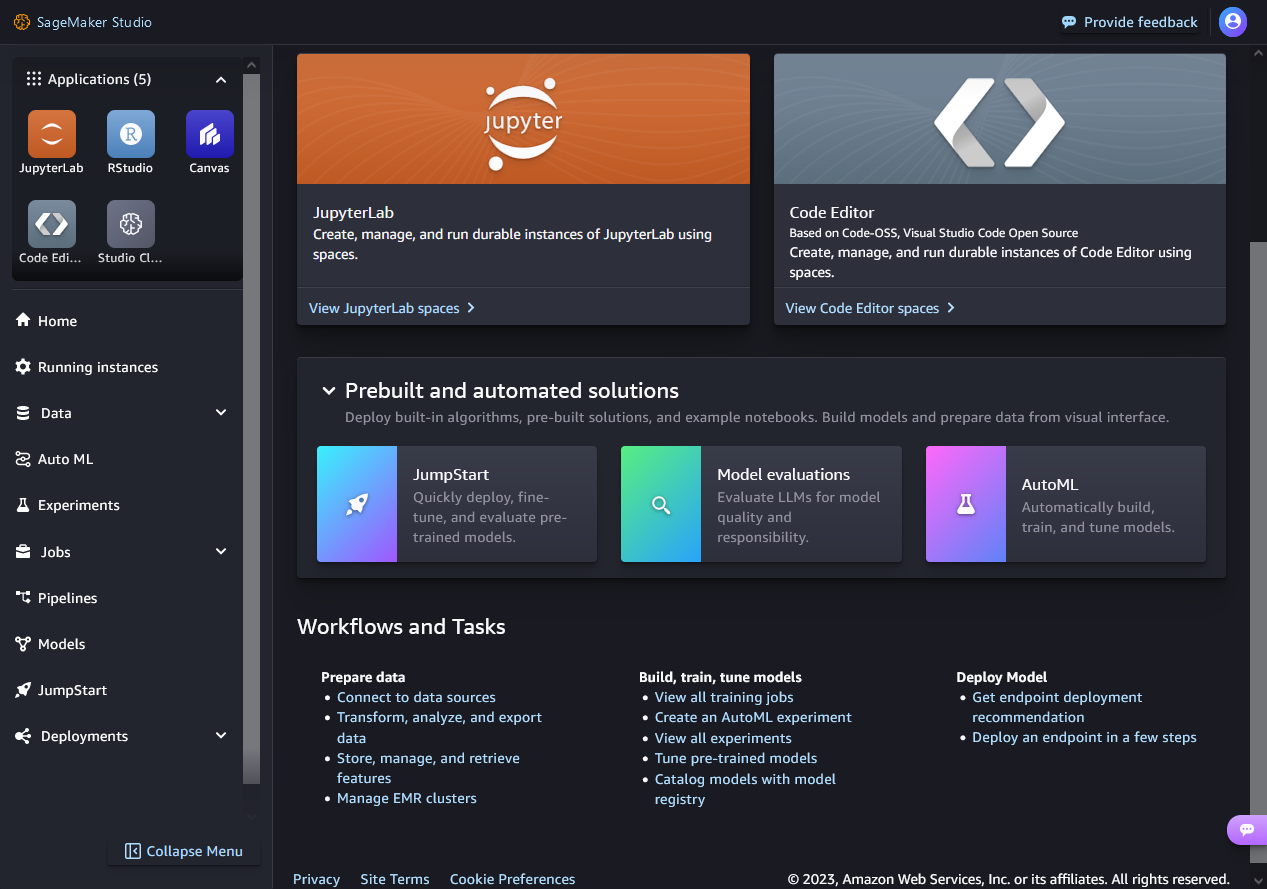 SageMaker Studio
Provide feedback
Applications (5)
JupyterLab
RStudio
Canvas
Code Edi...
Studio Cl...
Home
Running instances
Data
Auto ML
Experiments
Jobs
Pipelines
Models
JumpStart
Deployments
Collapse Menu
jupyter
JupyterLab
Create, manage, and run durable instances of JupyterLab using
spaces.
View JupyterLab spaces
Code Editor
Based on Code-OSS, Visual Studio Code Open Source
Create, manage, and run durable instances of Code Editor using
spaces.
View Code Editor spaces
Prebuilt and automated solutions
Deploy built-in algorithms, pre-built solutions, and example notebooks. Build models and prepare data from visual interface.
JumpStart
Quickly deploy, fine-
tune, and evaluate pre-
trained models.
Model evaluations
Evaluate LLMs for model
quality and
responsibility.
AutoML
Automatically build,
train, and tune models.
Workflows and Tasks
Prepare data
• Connect to data sources
• Transform, analyze, and export
data
• Store, manage, and retrieve
features
• Manage EMR clusters
Build, train, tune models
• View all training jobs
• Create an AutoML experiment
• View all experiments
• Tune pre-trained models
• Catalog models with model
registry
Deploy Model
• Get endpoint deployment
recommendation
• Deploy an endpoint in a few steps
Privacy Site Terms Cookie Preferences
© 2023, Amazon Web Services, Inc. or its affiliates. All rights reserved.